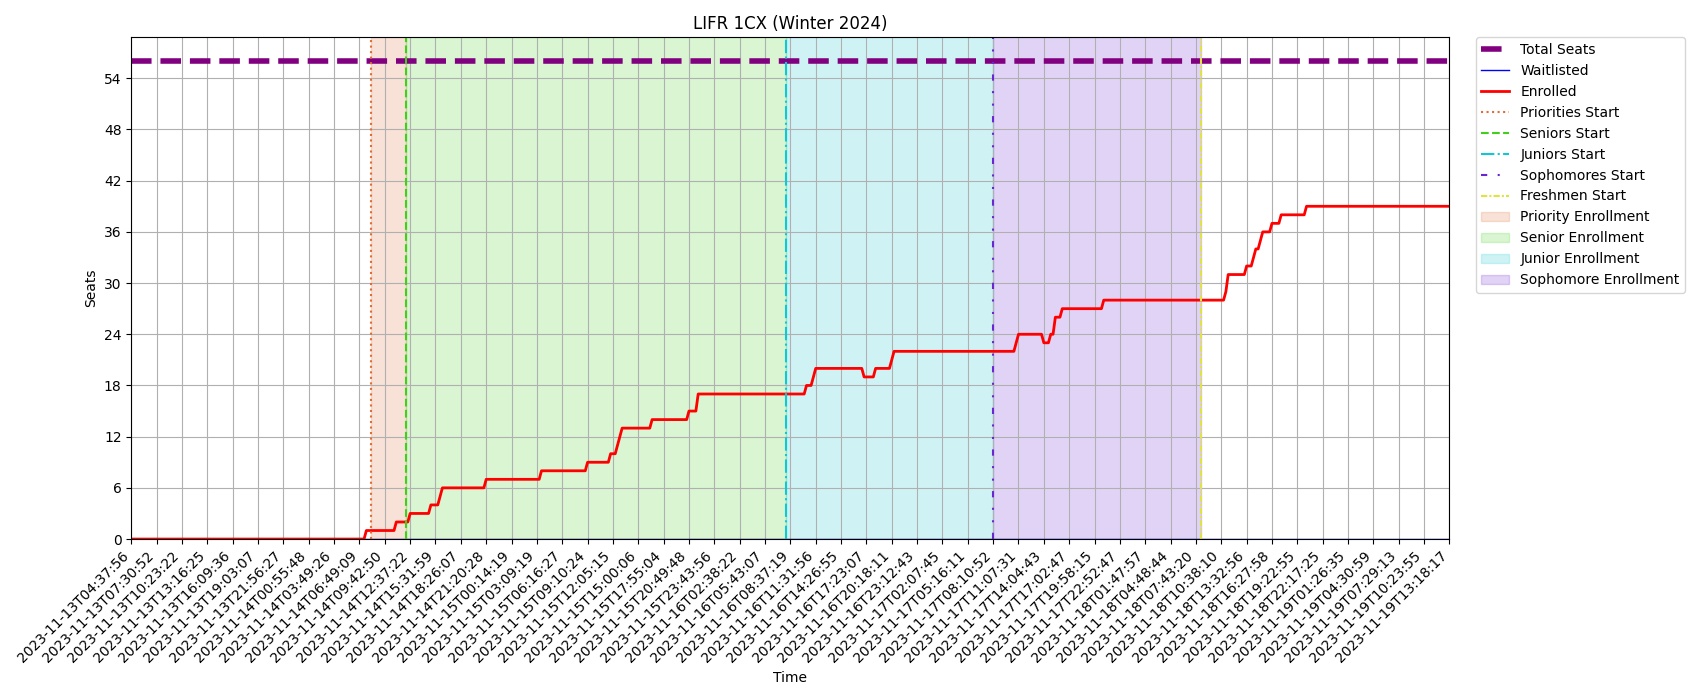 LIFR 1CX (Winter 2024)
Total Seats
Waitlisted
Enrolled
Priorities Start
Seniors Start
Juniors Start
Sophomores Start
Freshmen Start
Priority Enrollment
Senior Enrollment
Junior Enrollment
Sophomore Enrollment
Seats
54
48
42
36
30
24
18
12
6
0
2023-11-13T04:37:56
2023-11-13T07:30:52
2023-11-13T10:23:22
2023-11-13T13:16:25
2023-11-13T16:09:36
2023-11-13T19:03:07
2023-11-13T21:56:27
2023-11-14T00:55:48
2023-11-14T03:49:26
2023-11-14T06:49:09
2023-11-14T09:42:50
2023-11-14T12:37:22
2023-11-14T15:31:59
2023-11-14T18:26:07
2023-11-14T21:20:28
2023-11-15T00:14:19
2023-11-15T03:09:19
2023-11-15T06:16:27
2023-11-15T09:10:24
2023-11-15T12:05:15
2023-11-15T15:00:06
2023-11-15T17:55:04
2023-11-15T20:49:48
2023-11-15T23:43:56
2023-11-16T02:38:22
2023-11-16T05:43:07
2023-11-16T08:37:19
2023-11-16T11:31:56
2023-11-16T14:26:55
2023-11-16T17:23:07
2023-11-16T20:18:11
2023-11-16T23:12:43
2023-11-17T02:07:45
2023-11-17T05:16:11
2023-11-17T08:10:52
2023-11-17T11:07:31
2023-11-17T14:04:43
2023-11-17T17:02:47
2023-11-17T19:58:15
2023-11-17T22:52:47
2023-11-18T01:47:57
2023-11-18T04:48:44
2023-11-18T07:43:20
2023-11-18T10:38:10
2023-11-18T13:32:56
2023-11-18T16:27:58
2023-11-18T19:22:55
2023-11-18T22:17:25
2023-11-19T01:26:35
2023-11-19T04:30:59
2023-11-19T07:29:13
2023-11-19T10:23:55
2023-11-19T13:18:17
Time